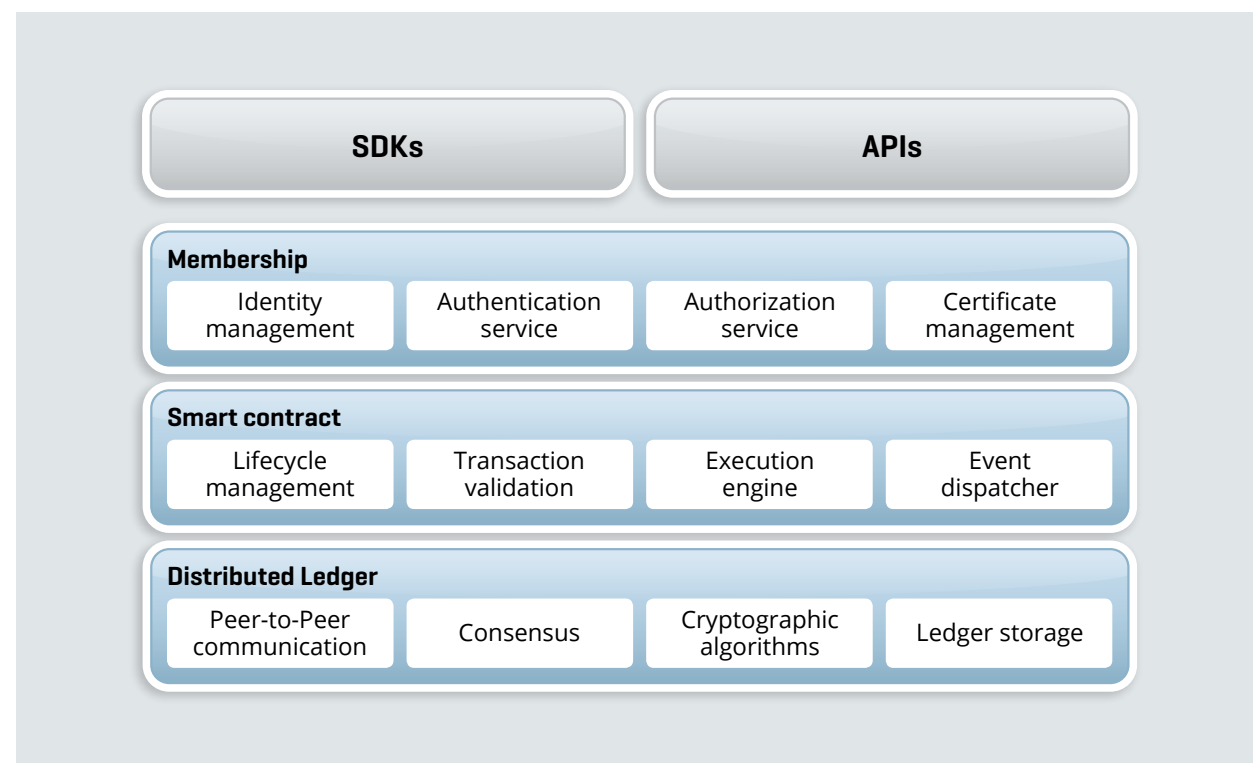 SDKs
APIs
Membership
Identity
management
Authentication
service
Authorization
service
Certificate
management
Smart contract
Lifecycle
management
Transaction
validation
Execution
engine
Event
dispatcher
Distributed Ledger
Peer-to-Peer
communication
Consensus
Cryptographic
algorithms
Ledger storage